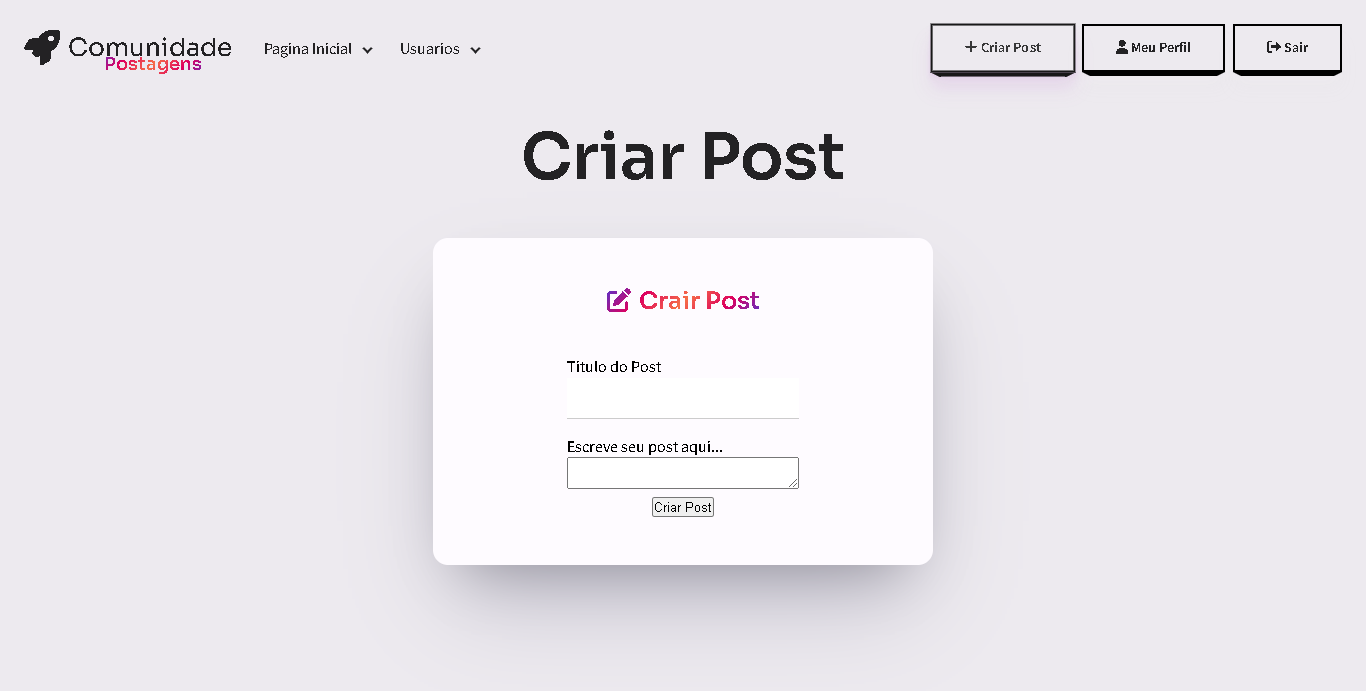 Comunidade
Postagens
Pagina Inicial
Usuarios
Criar Post
Meu Perfil
Sair
Criar Post
Crair Post
Título do Post
Escreve seu post aqui...
Criar Post